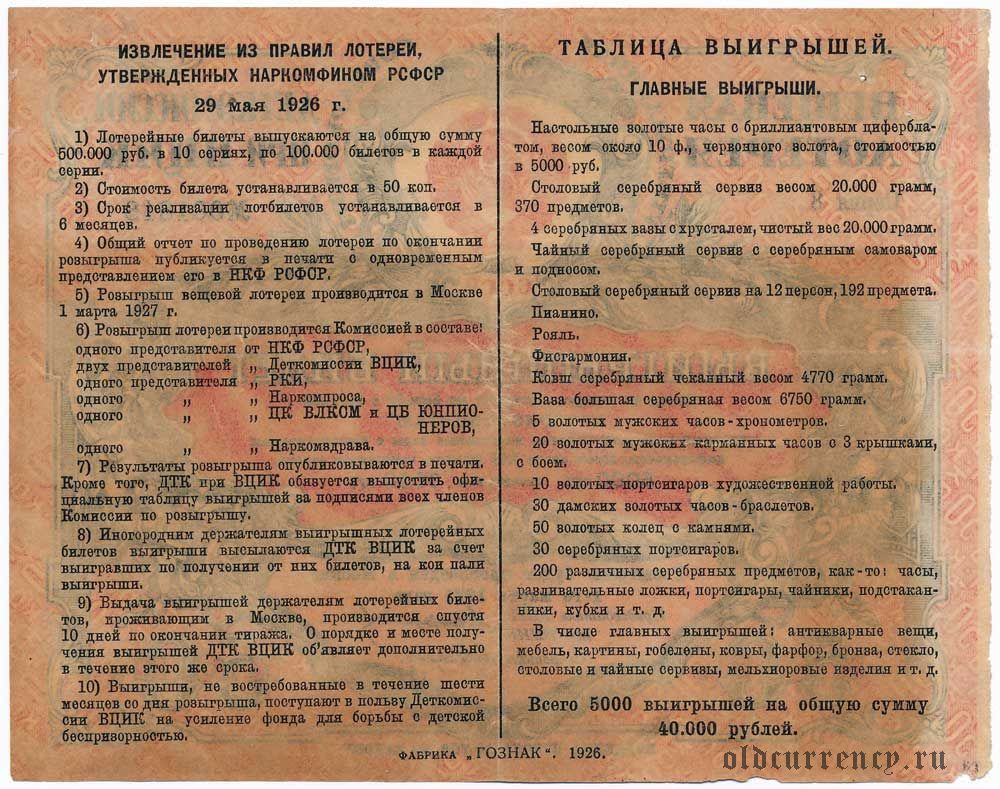 ИЗВЛЕЧЕНИЕ ИЗ ПРАВИЛ ЛОТЕРЕИ,
УТВЕРЖДЕННЫХ НАРКОМФИНОМ РСФСР
29 мая 1926 г.
1) Лотерейные билеты выпускаются на общую сумму
500.000 руб. в 10 сериях, по 100.000 билетов в каждой
серии.
2) Стоимость билета устанавливается в 50 коп.
3) Срок реализации лотбилетов устанавливается в
6 месяцев.
4) Общий отчет по проведению лотереи по окончании
розыгрыша публикуется в печати с одновременным
представлением его в НКФ РСФСР.
5) Розыгрыш вещевой лотереи производится в Москве
1 марта 1927 г.
6) Розыгрыш лотереи производится Комиссией в составе:
одного представителя от НКФ РСФСР,
двух представителей „ Деткомиссии ВЦИК,
одного представителя „ РКИ,
одного „ „ Наркомпроса,
одного „ „ ЦК ВЛКСМ и ЦБ ЮНПИО-
НЕРОВ,
одного „ „ Наркомздрава.
7) Результаты розыгрыша опубликовываются в печати.
Кроме того, ДТК при ВЦИК обязуется выпустить офи-
циальную таблицу выигрышей за подписями всех членов
Комиссии по розыгрышу.
8) Иногородним держателям выигрышных лотерейных
билетов выигрыши высылаются ДТК ВЦИК за счет
выигравших по получении от них билетов, на кои пали
выигрыши.
9) Выдача выигрышей держателям лотерейных биле-
тов, проживающим в Москве, производится спустя
10 дней по окончании тиража. О порядке и месте полу-
чения выигрышей ДТК ВЦИК об'являет дополнительно
в течение этого же срока.
10) Выигрыши, не востребованные в течение шести
месяцев со дня розыгрыша, поступают в пользу Деткомис-
сии ВЦИК на усиление фонда для борьбы с детской
беспризорностью.
ТАБЛИЦА ВЫИГРЫШЕЙ.
ГЛАВНЫЕ ВЫИГРЫШИ.
Настольные золотые часы с бриллиантовым цифербла-
том, весом около 10 ф., червонного золота, стоимостью
в 5000 руб.
Столовый серебряный сервиз весом 20.000 грамм,
370 предметов.
4 серебряных вазы с хрусталем, чистый вес 20.000 грамм.
Чайный серебряный сервиз с серебряным самоваром
и подносом.
Столовый серебряный сервиз на 12 персон, 192 предмета.
Пианино.
Рояль.
Фисгармония.
Ковш серебряный чеканный весом 4770 грамм.
Ваза большая серебряная весом 6750 грамм.
5 золотых мужских часов-хронометров.
20 золотых мужских карманных часов с 3 крышками,
с боем.
10 золотых портсигаров художественной работы.
30 дамских золотых часов-браслетов.
50 золотых колец с камнями.
30 серебряных портсигаров.
200 различных серебряных предметов, как-то: часы,
разливательные ложки, портсигары, чайники, подстакан-
ники, кубки и т. д.
В числе главных выигрышей: антикварные вещи,
мебель, картины, гобелены, ковры, фарфор, бронза, стекло,
столовые и чайные сервизы, мельхиоровые изделия и т. д.
Всего 5000 выигрышей на общую сумму
40.000 рублей.
ФАБРИКА „ГОЗНАК“. 1926.
oldcurrency.ru